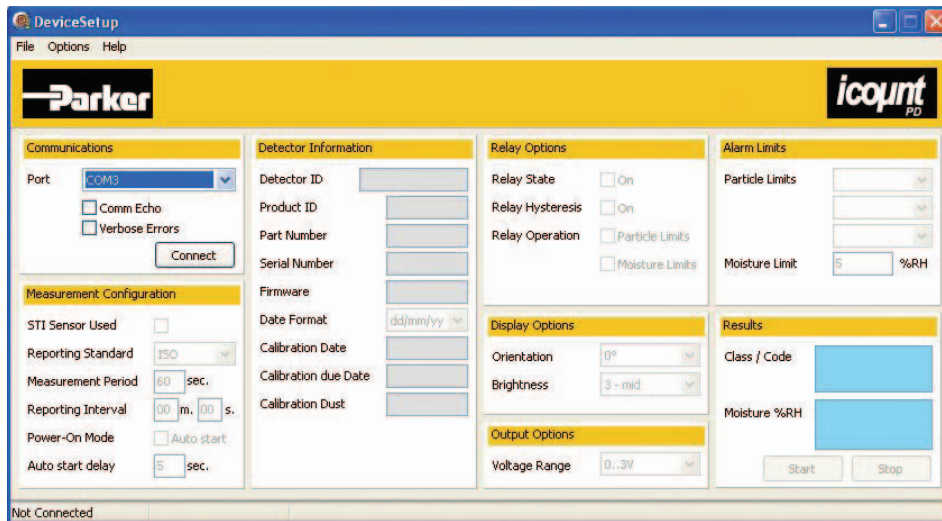 DeviceSetup
File Options Help
Parker
icount
PD
Communications
Port COM3
Comm Echo
Verbose Errors
Connect
Measurement Configuration
STI Sensor Used
Reporting Standard ISO
Measurement Period 60 sec.
Reporting Interval 00 m. 00 s.
Power-On Mode Auto start
Auto start delay 5 sec.
Detector Information
Detector ID
Product ID
Part Number
Serial Number
Firmware
Date Format dd/mm/yy
Calibration Date
Calibration due Date
Calibration Dust
Relay Options
Relay State On
Relay Hysteresis On
Relay Operation Particle Limits
Moisture Limits
Display Options
Orientation 0°
Brightness 3 - mid
Output Options
Voltage Range 0..3V
Alarm Limits
Particle Limits
Moisture Limit 5 %RH
Results
Class / Code
Moisture %RH
Start Stop
Not Connected